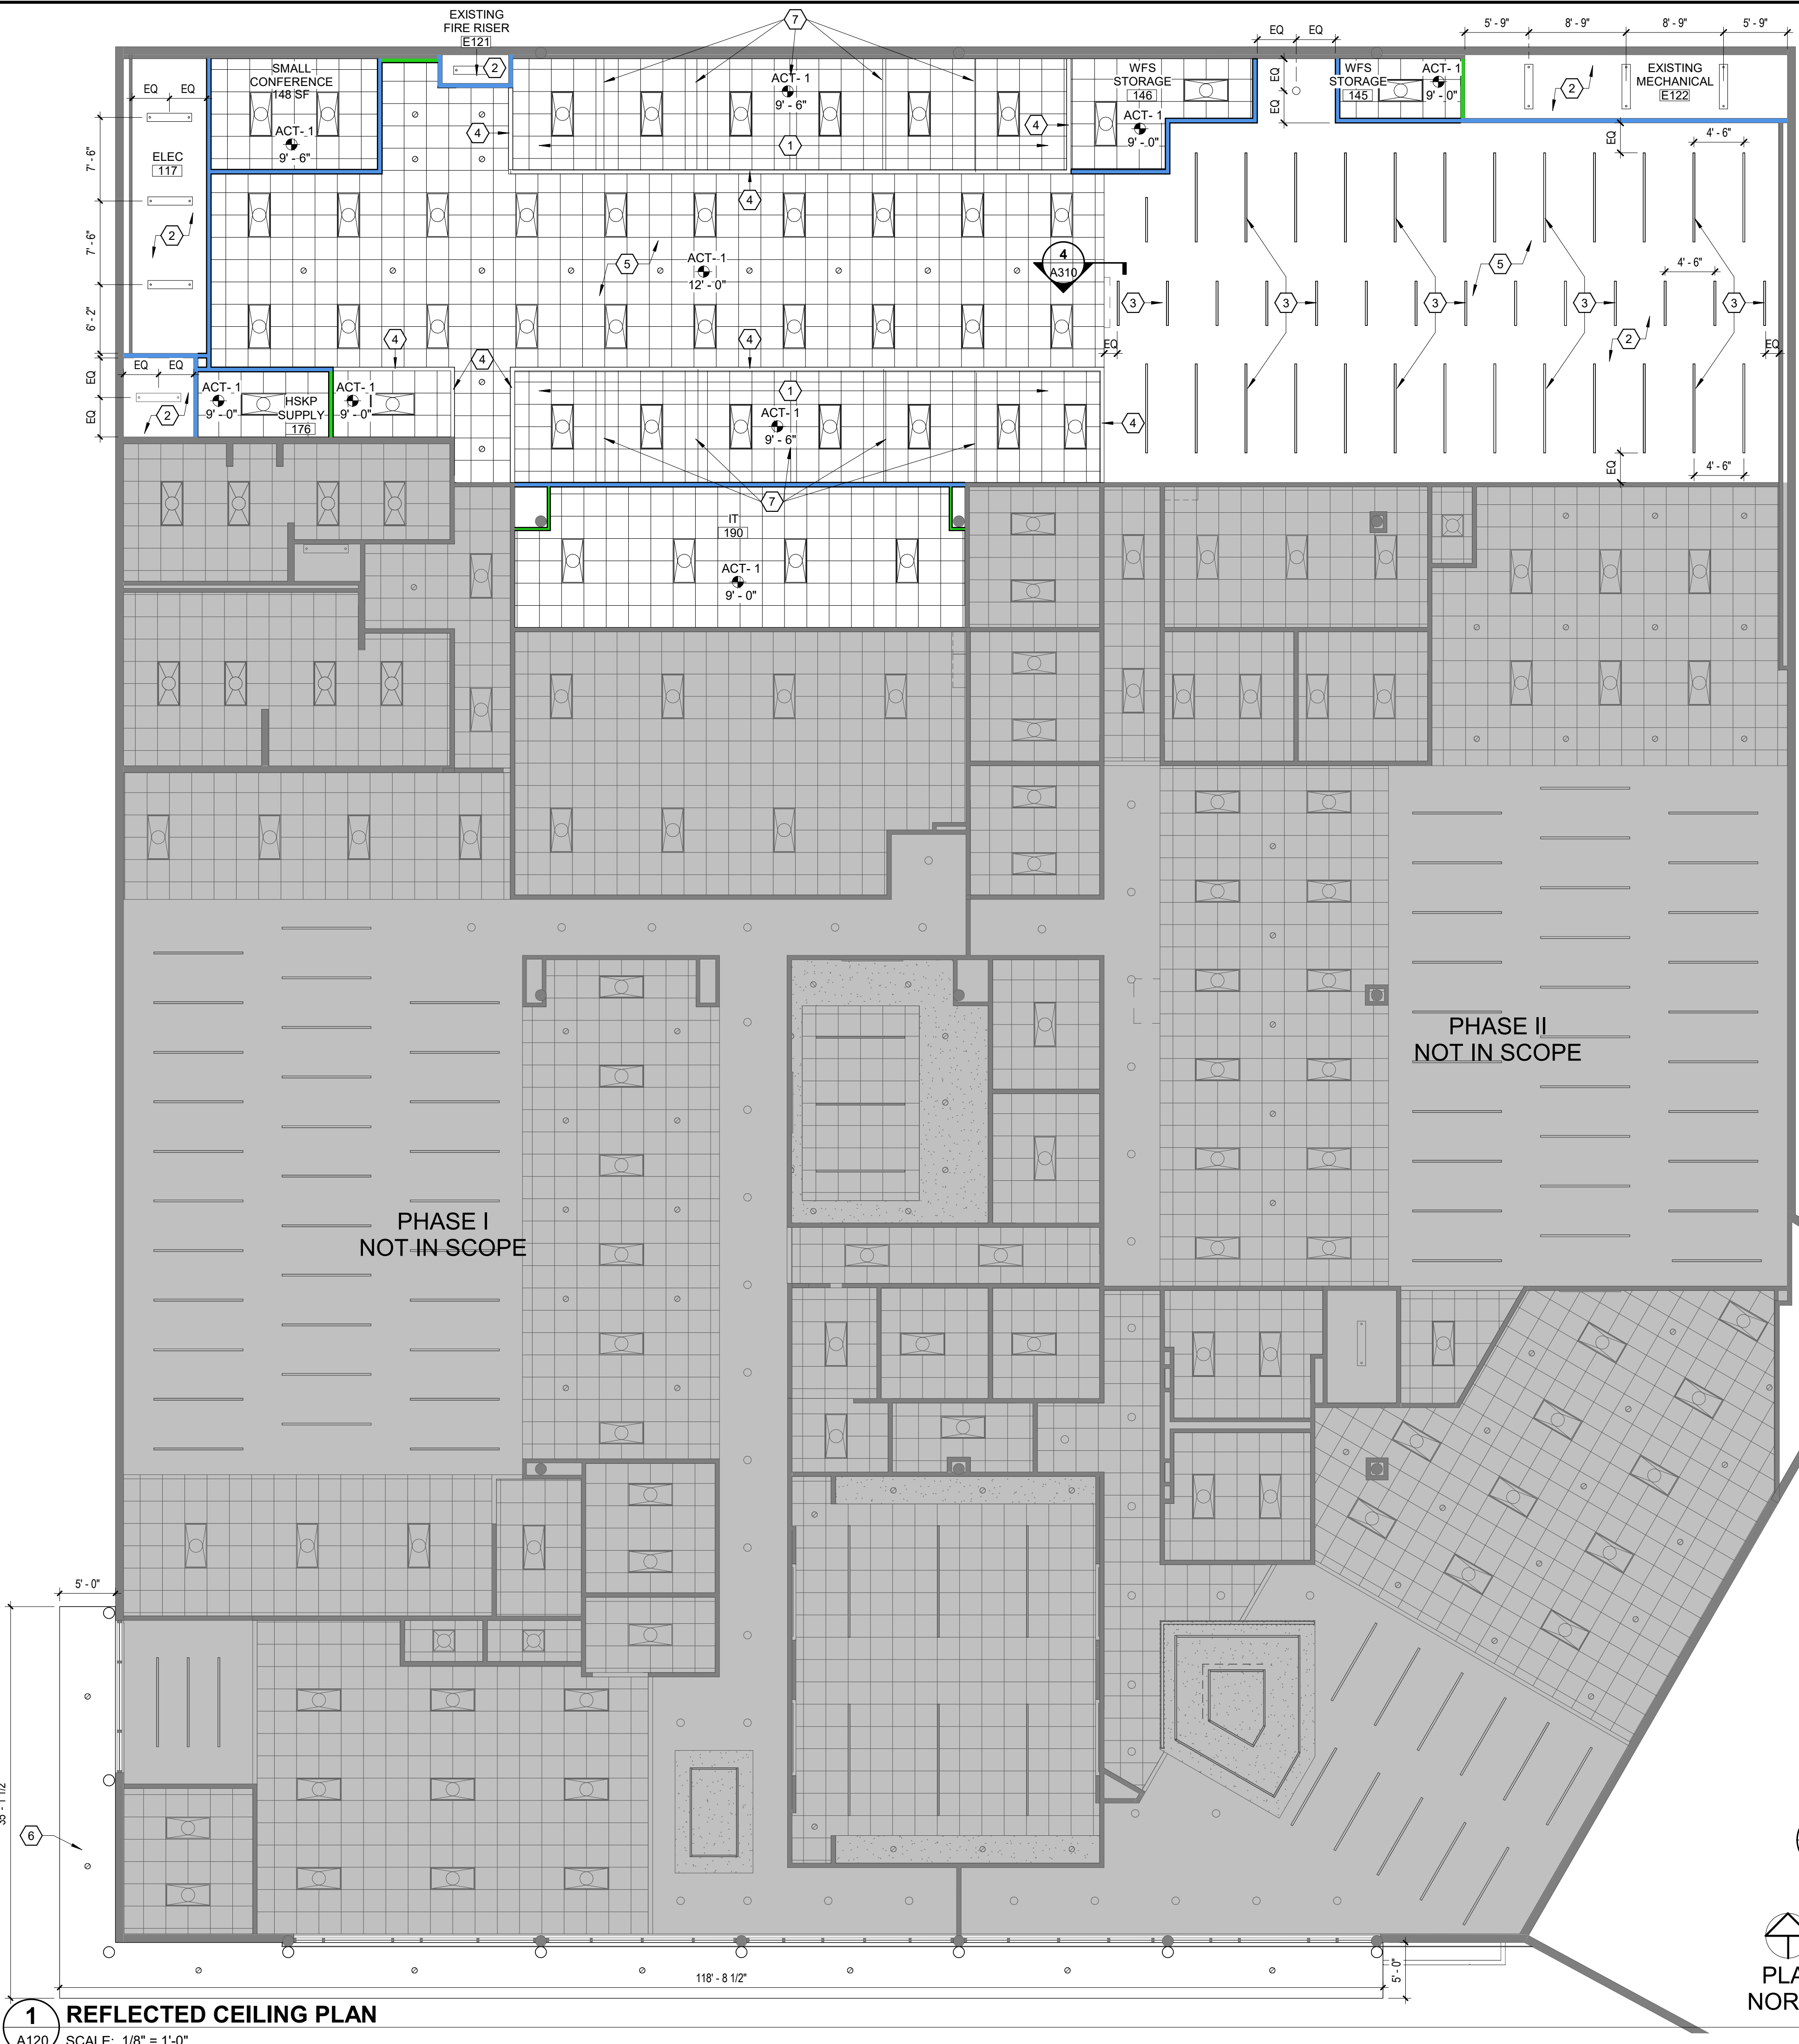 EXISTING
FIRE RISER
E121
7
5' - 9"
8' - 9"
8' - 9"
5' - 9"
EQ
EQ
2
SMALL
CONFERENCE
148 SF
ACT- 1
9' - 6"
ACT- 1
9' - 6"
WFS
STORAGE
146
ACT- 1
9' - 0"
WFS
STORAGE
145
ACT- 1
9' - 0"
EXISTING
MECHANICAL
E122
2
EQ
EQ
EQ
EQ
4
4
1
ELEC
117
7' - 6"
7' - 6"
6' - 2"
2
EQ
4' - 6"
4
5
ACT- 1
12' - 0"
4
A310
5
4' - 6"
3
3
3
3
3
2
EQ
EQ
4
4
4
EQ
EQ
EQ
EQ
2
ACT- 1
9' - 0"
HSKP
SUPPLY
176
ACT- 1
9' - 0"
1
ACT- 1
9' - 6"
4
EQ
4' - 6"
7
IT
190
ACT- 1
9' - 0"
PHASE II
NOT IN SCOPE
PHASE I
NOT IN SCOPE
5' - 0"
6
118' - 8 1/2"
5' - 0"
PLA
NOR
1
A120
REFLECTED CEILING PLAN
SCALE: 1/8" = 1'-0"